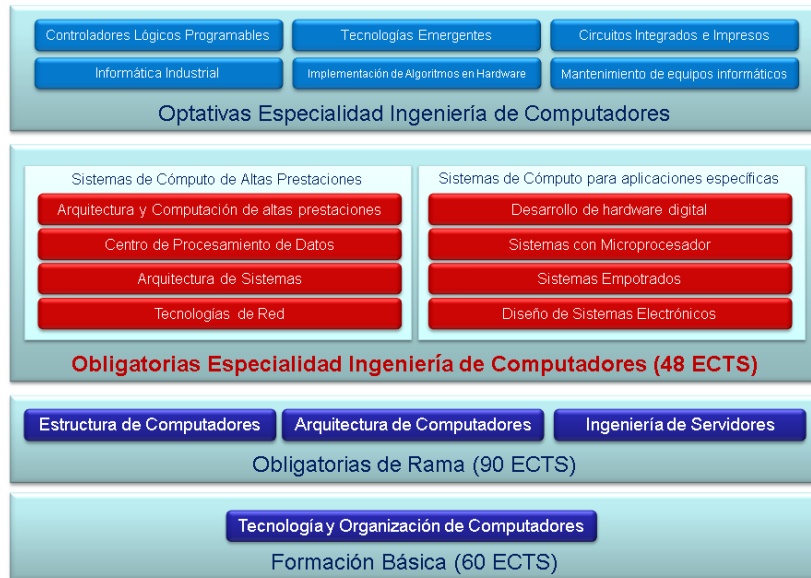 Controladores Lógicos Programables
Tecnologías Emergentes
Circuitos Integrados e Impresos
Informática Industrial
Implementación de Algoritmos en Hardware
Mantenimiento de equipos informáticos
Optativas Especialidad Ingeniería de Computadores
Sistemas de Cómputo de Altas Prestaciones
Arquitectura y Computación de altas prestaciones
Centro de Procesamiento de Datos
Arquitectura de Sistemas
Tecnologías de Red
Sistemas de Cómputo para aplicaciones específicas
Desarrollo de hardware digital
Sistemas con Microprocesador
Sistemas Empotrados
Diseño de Sistemas Electrónicos
Obligatorias Especialidad Ingeniería de Computadores (48 ECTS)
Estructura de Computadores
Arquitectura de Computadores
Ingeniería de Servidores
Obligatorias de Rama (90 ECTS)
Tecnología y Organización de Computadores
Formación Básica (60 ECTS)